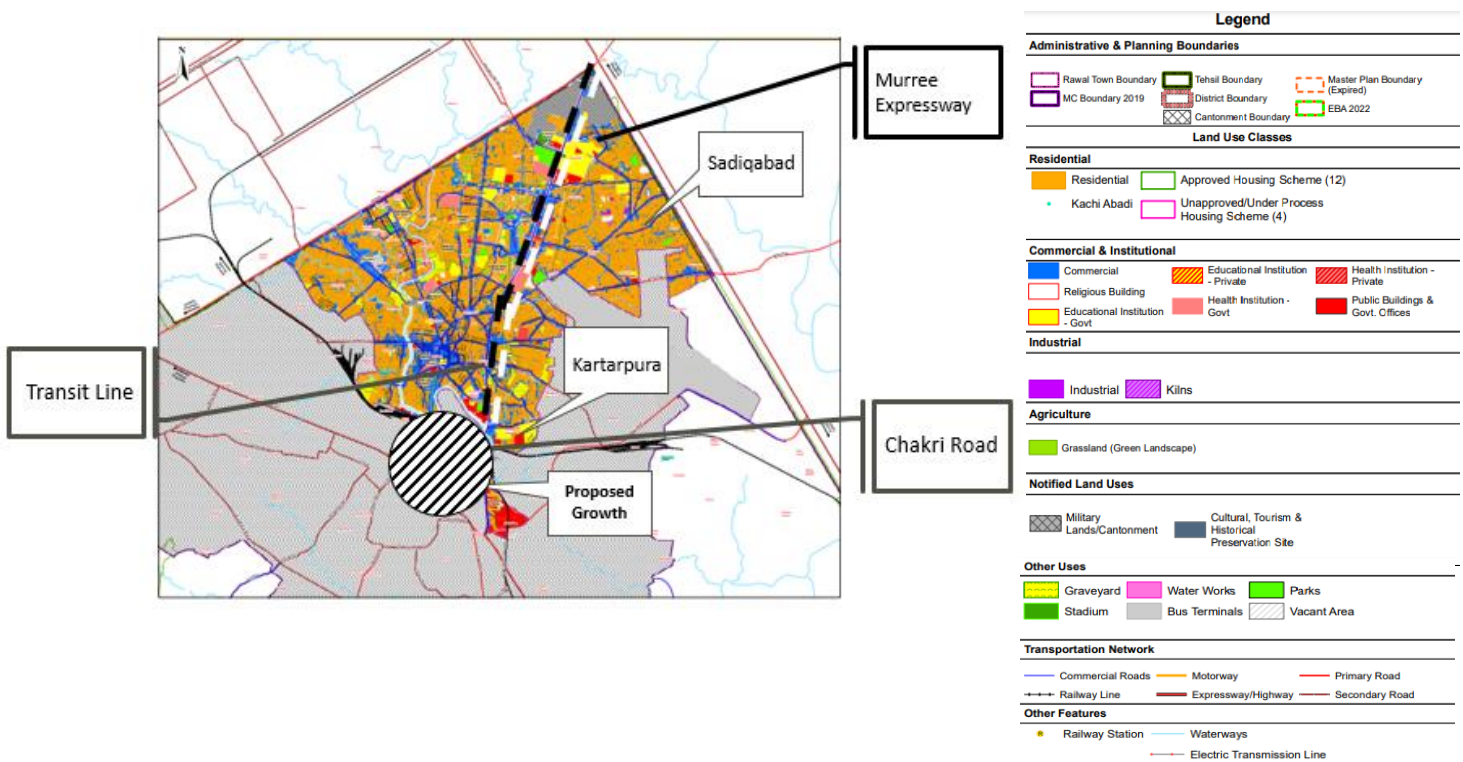 N
Murree
Expressway
Sadiqabad
Kartarpura
Transit Line
Chakri Road
Proposed
Growth
Legend
Administrative & Planning Boundaries
Rawal Town Boundary
Tehsil Boundary
Master Plan Boundary
(Expired)
MC Boundary 2019
District Boundary
EBA 2022
Cantonment Boundary
Land Use Classes
Residential
Residential
Approved Housing Scheme (12)
Kachi Abadi
Unapproved/Under Process
Housing Scheme (4)
Commercial & Institutional
Commercial
Educational Institution
- Private
Health Institution -
Private
Religious Building
Health Institution -
Govt
Public Buildings &
Govt. Offices
Educational Institution
- Govt
Industrial
Industrial
Kilns
Agriculture
Grassland (Green Landscape)
Notified Land Uses
Military
Lands/Cantonment
Cultural, Tourism &
Historical
Preservation Site
Other Uses
Graveyard
Water Works
Parks
Stadium
Bus Terminals
Vacant Area
Transportation Network
Commercial Roads
Motorway
Primary Road
Railway Line
Expressway/Highway
Secondary Road
Other Features
R
Railway Station
Waterways
Electric Transmission Line